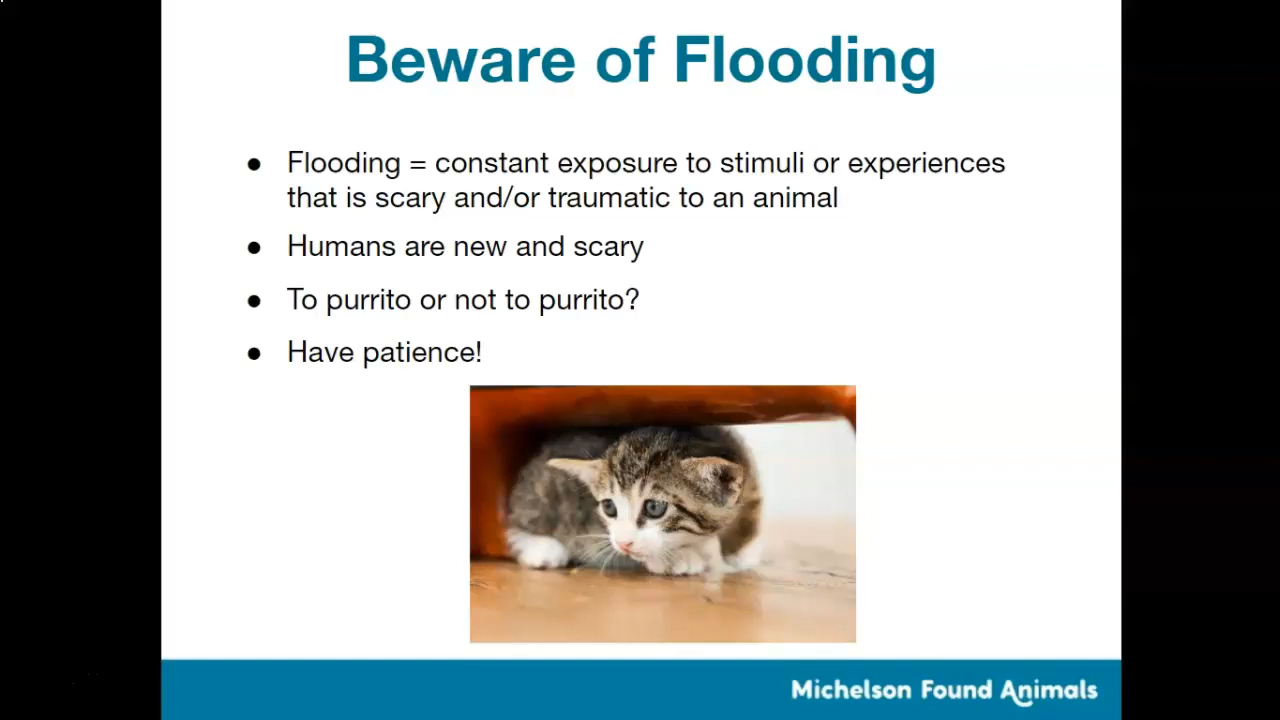 Beware of Flooding
● Flooding = constant exposure to stimuli or experiences
that is scary and/or traumatic to an animal
● Humans are new and scary
● To purrito or not to purrito?
● Have patience!
Michelson Found Animals